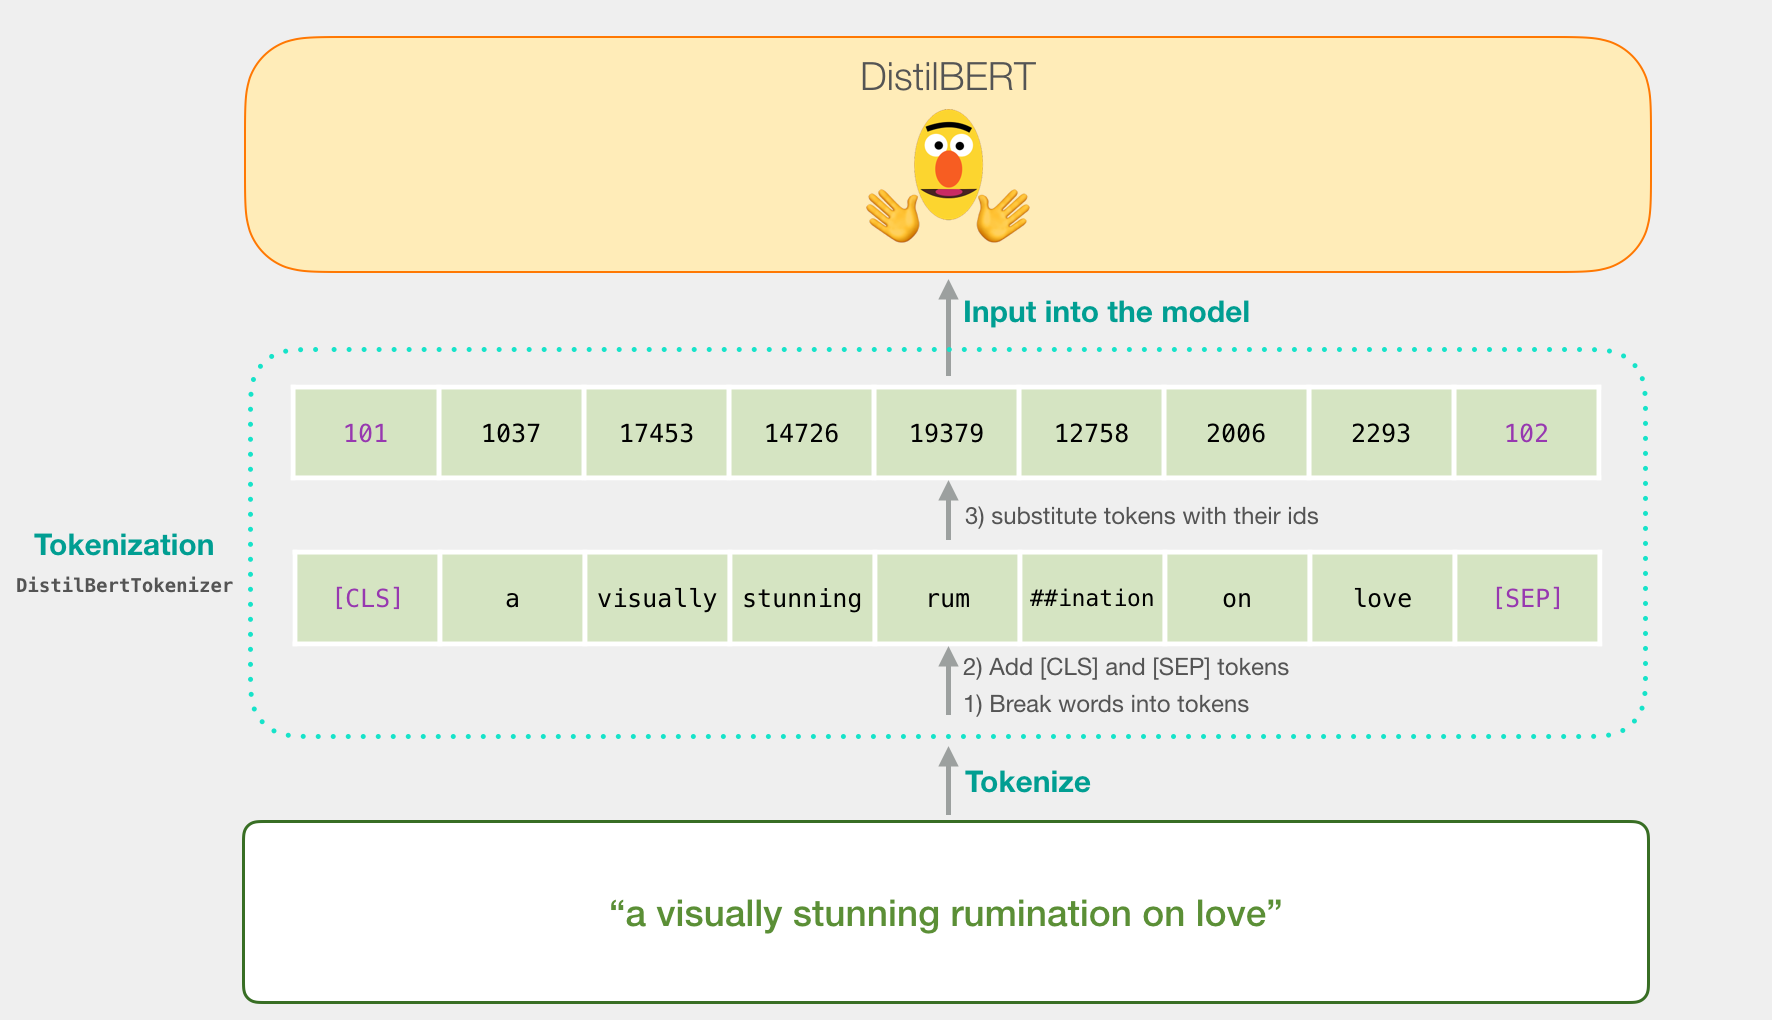 DistilBERT
Input into the model
101 1037 17453 14726 19379 12758 2006 2293 102
3) substitute tokens with their ids
Tokenization
DistilBertTokenizer
[CLS] a visually stunning rum ##ination on love [SEP]
2) Add [CLS] and [SEP] tokens
1) Break words into tokens
Tokenize
“a visually stunning rumination on love”